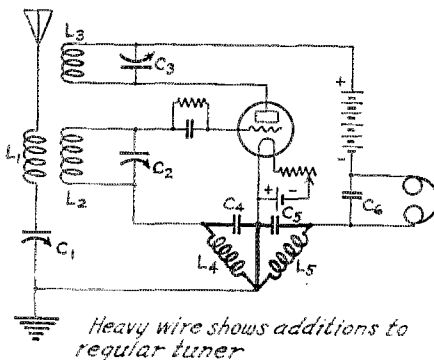 L3
C3
+
L1
L2
C2
-
+ -
C4
C5
C6
C1
L4
L5
Heavy wire shows additions to
regular tuner